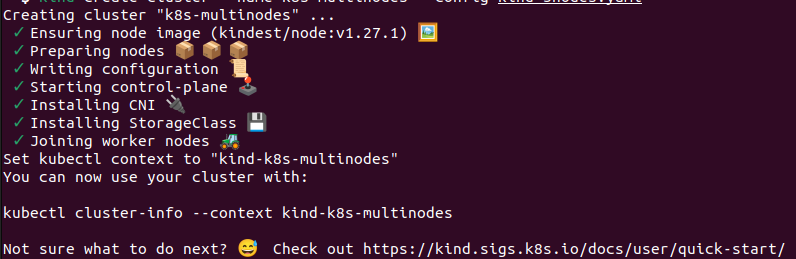 Creating cluster "k8s-multinodes" ...
✓ Ensuring node image (kindest/node:v1.27.1) 🖼
✓ Preparing nodes 📦 📦 📦
✓ Writing configuration 📜
✓ Starting control-plane 🕹️
✓ Installing CNI 🔌
✓ Installing StorageClass 💾
✓ Joining worker nodes 🚜
Set kubectl context to "kind-k8s-multinodes"
You can now use your cluster with:
kubectl cluster-info --context kind-k8s-multinodes
Not sure what to do next? 😅 Check out https://kind.sigs.k8s.io/docs/user/quick-start/